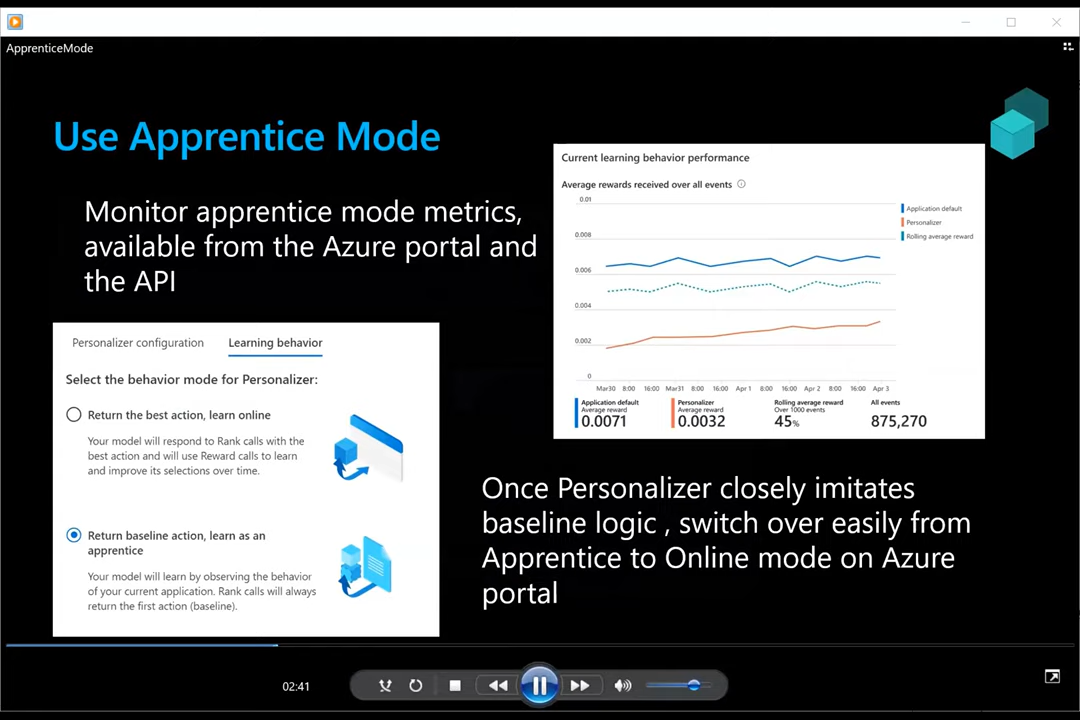 ApprenticeMode
Use Apprentice Mode
Monitor apprentice mode metrics,
available from the Azure portal and
the API
Current learning behavior performance
Average rewards received over all events
0.01
0.008
0.006
0.004
0.002
0
Application default
Personalizer
Rolling average reward
Mar30 8:00 16:00 Mar31 8:00 16:00 Apr 1 8:00 16:00 Apr 2 8:00 16:00 Apr 3
Application default
Average reward
0.0071
Personalizer
Average reward
0.0032
Rolling average reward
Over 1000 events
45%
All events
875,270
Personalizer configuration
Learning behavior
Select the behavior mode for Personalizer:
Return the best action, learn online
Your model will respond to Rank calls with the
best action and will use Reward calls to learn
and improve its selections over time.
Return baseline action, learn as an
apprentice
Your model will learn by observing the behavior
of your current application. Rank calls will always
return the first action (baseline).
Once Personalizer closely imitates
baseline logic , switch over easily from
Apprentice to Online mode on Azure
portal
02:41